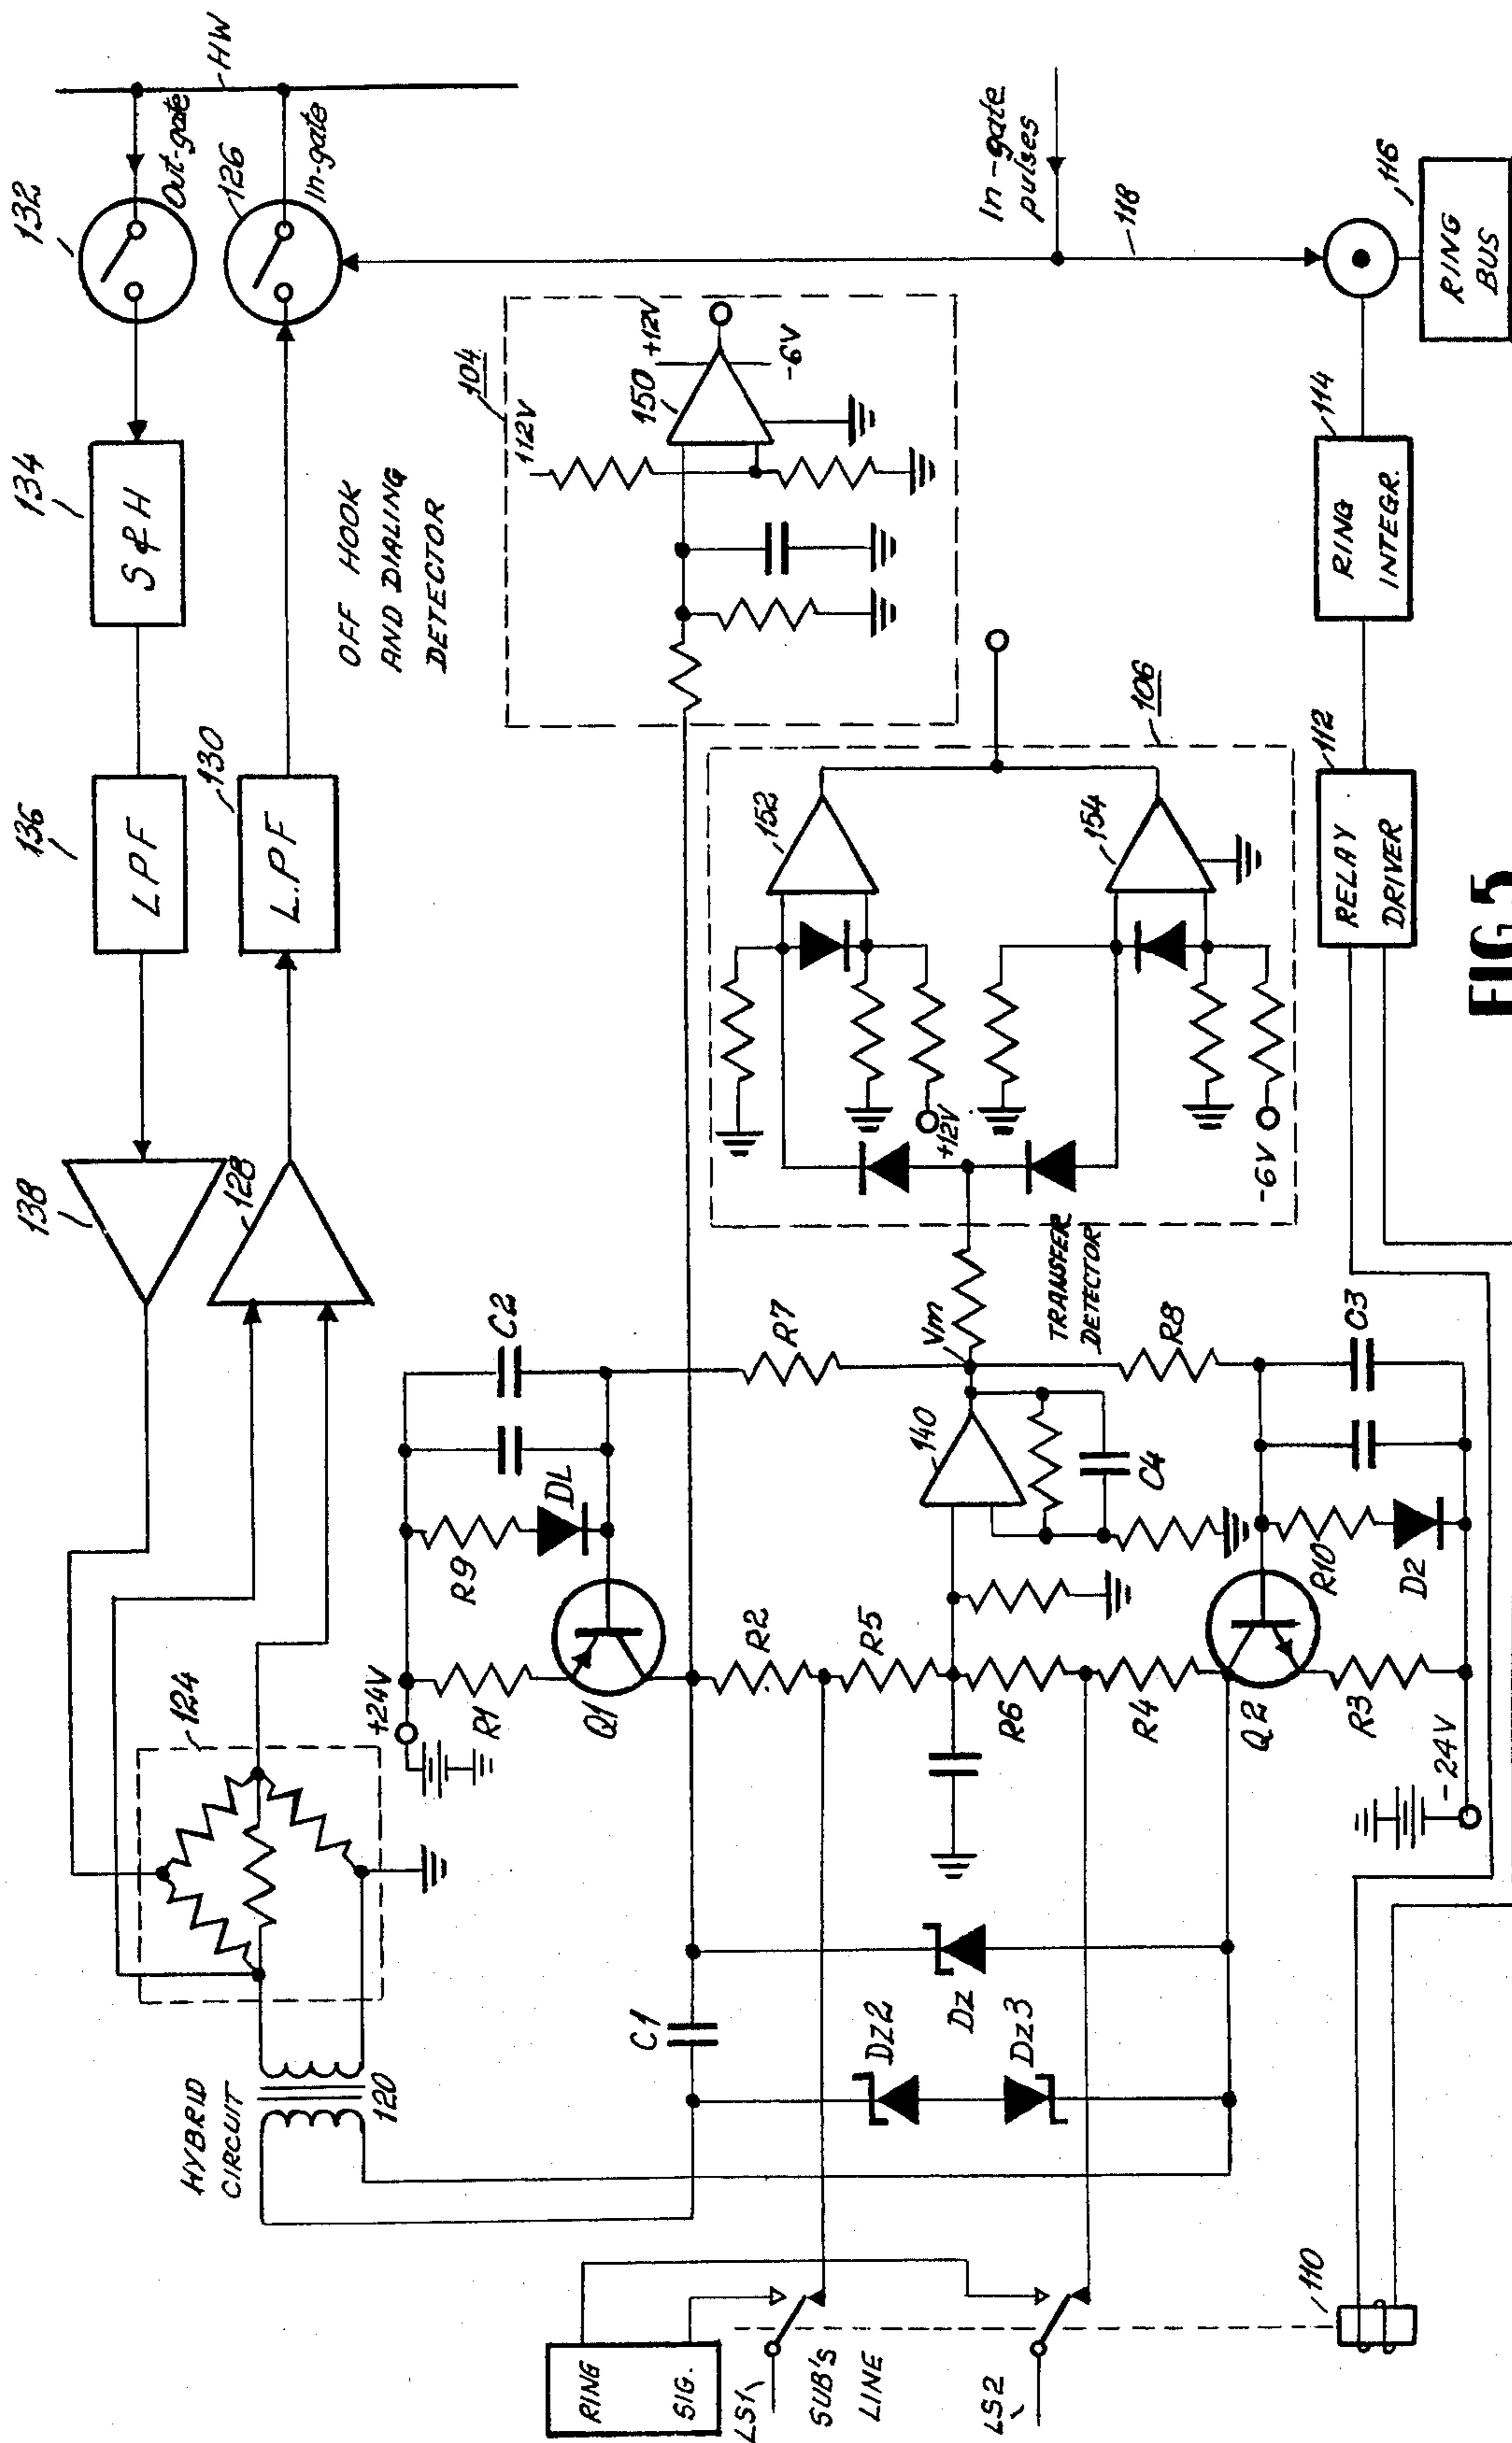 132
Out-gate
HW
126
In-gate
134
S&H
136
LPF
130
L.PF
138
128
OFF HOOK
AND DIALING
DETECTOR
104
112V
150
+12V
-6V
In-gate
pulses
118
116
RING
BUS
114
RING
INTEGR.
112
RELAY
DRIVER
106
152
154
+12V
-6V
TRANSFER
DETECTOR
Vm
124
HYBRID
CIRCUIT
120
+24V
R1
R9
DL
C2
Q1
R7
R2
R5
140
C4
R8
R6
R4
Q2
R3
R10
D2
C3
-24V
C1
Dz
Dz2
Dz3
RING
SIG.
LS1
SUB'S
LINE
LS2
110
FIG 5